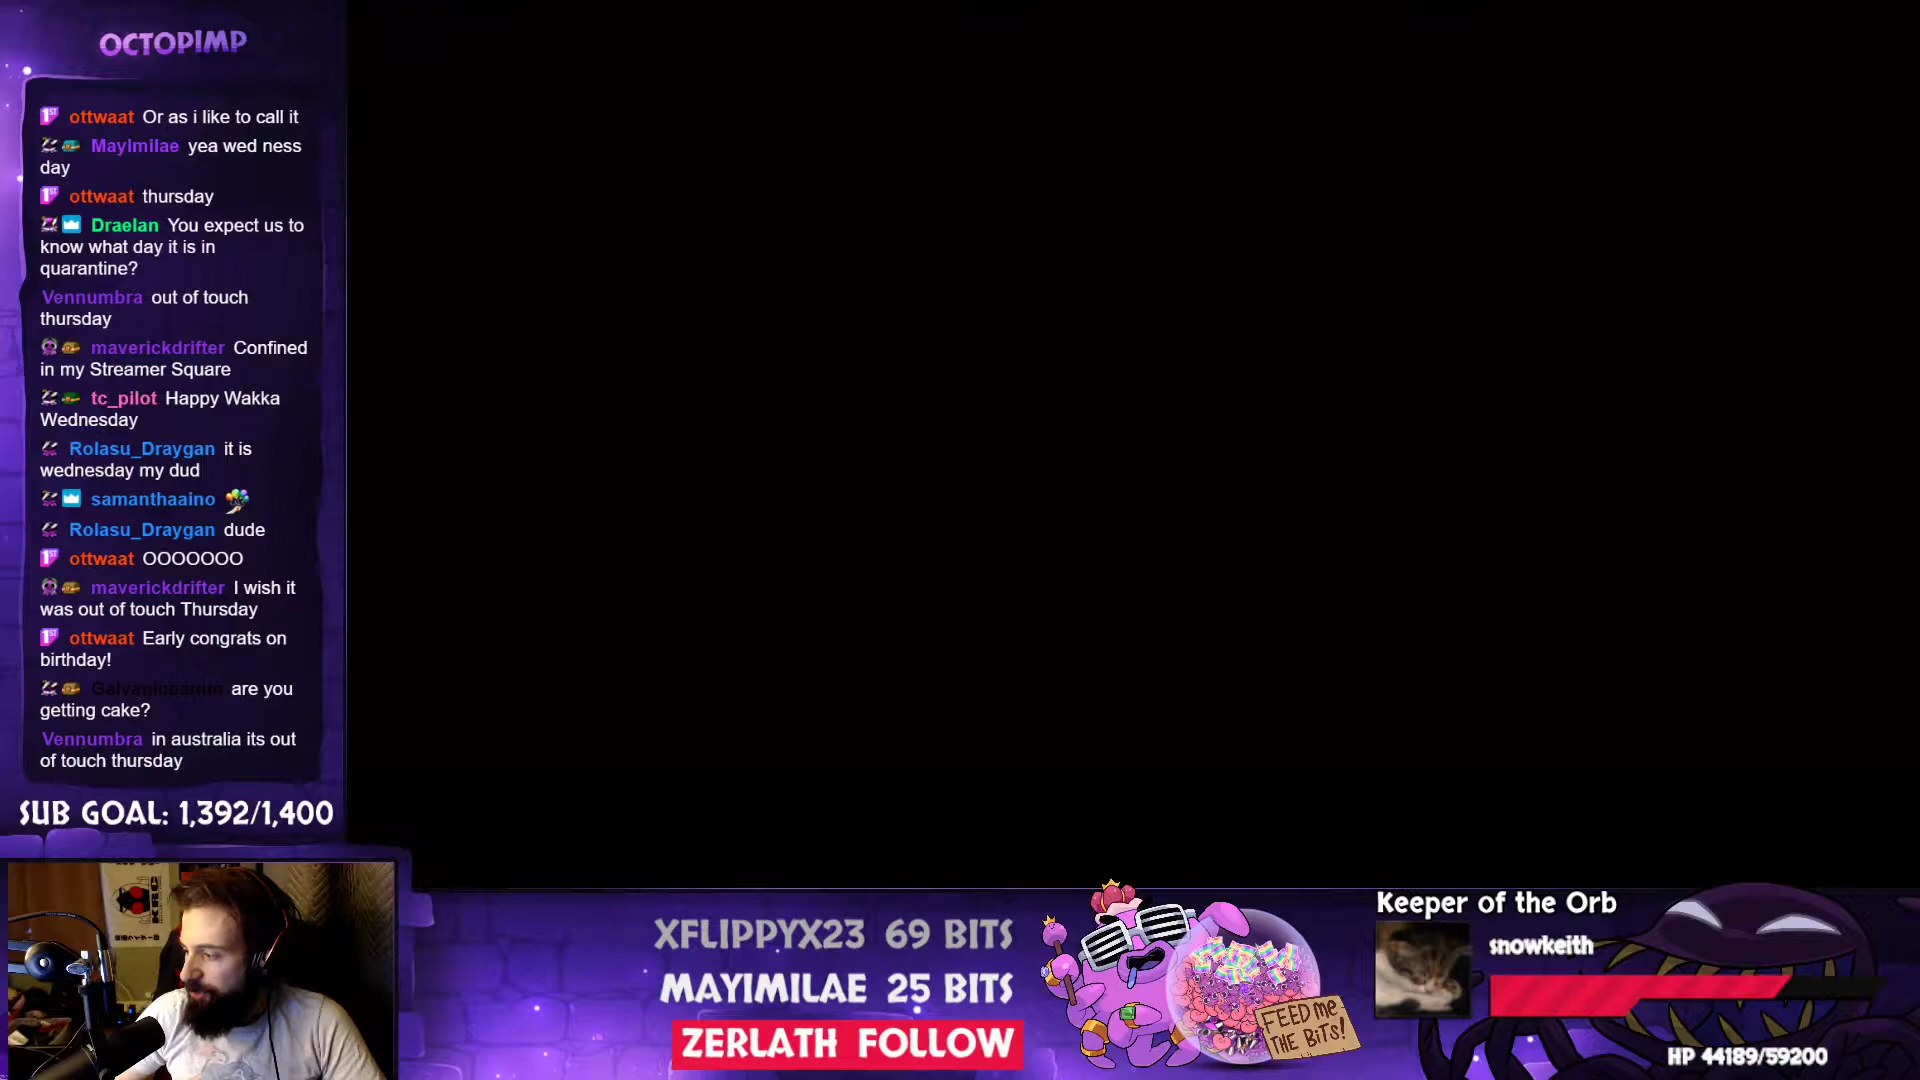 OCTOPIMP
ottwaat Or as i like to call it
MayImilae yea wed ness
day
ottwaat thursday
Draelan You expect us to
know what day it is in
quarantine?
Vennumbra out of touch
thursday
maverickdrifter Confined
in my Streamer Square
tc_pilot Happy Wakka
Wednesday
Rolasu_Draygan it is
wednesday my dud
samanthaaino
Rolasu_Draygan dude
ottwaat OOOOOOO
maverickdrifter I wish it
was out of touch Thursday
ottwaat Early congrats on
birthday!
are you
getting cake?
Vennumbra in australia its out
of touch thursday
SUB GOAL: 1,392/1,400
XFLIPPYX23 69 BITS
MAYIMILAE 25 BITS
ZERLATH FOLLOW
FEED ME
THE BITS!
Keeper of the Orb
snowkeith
HP 44189/59200